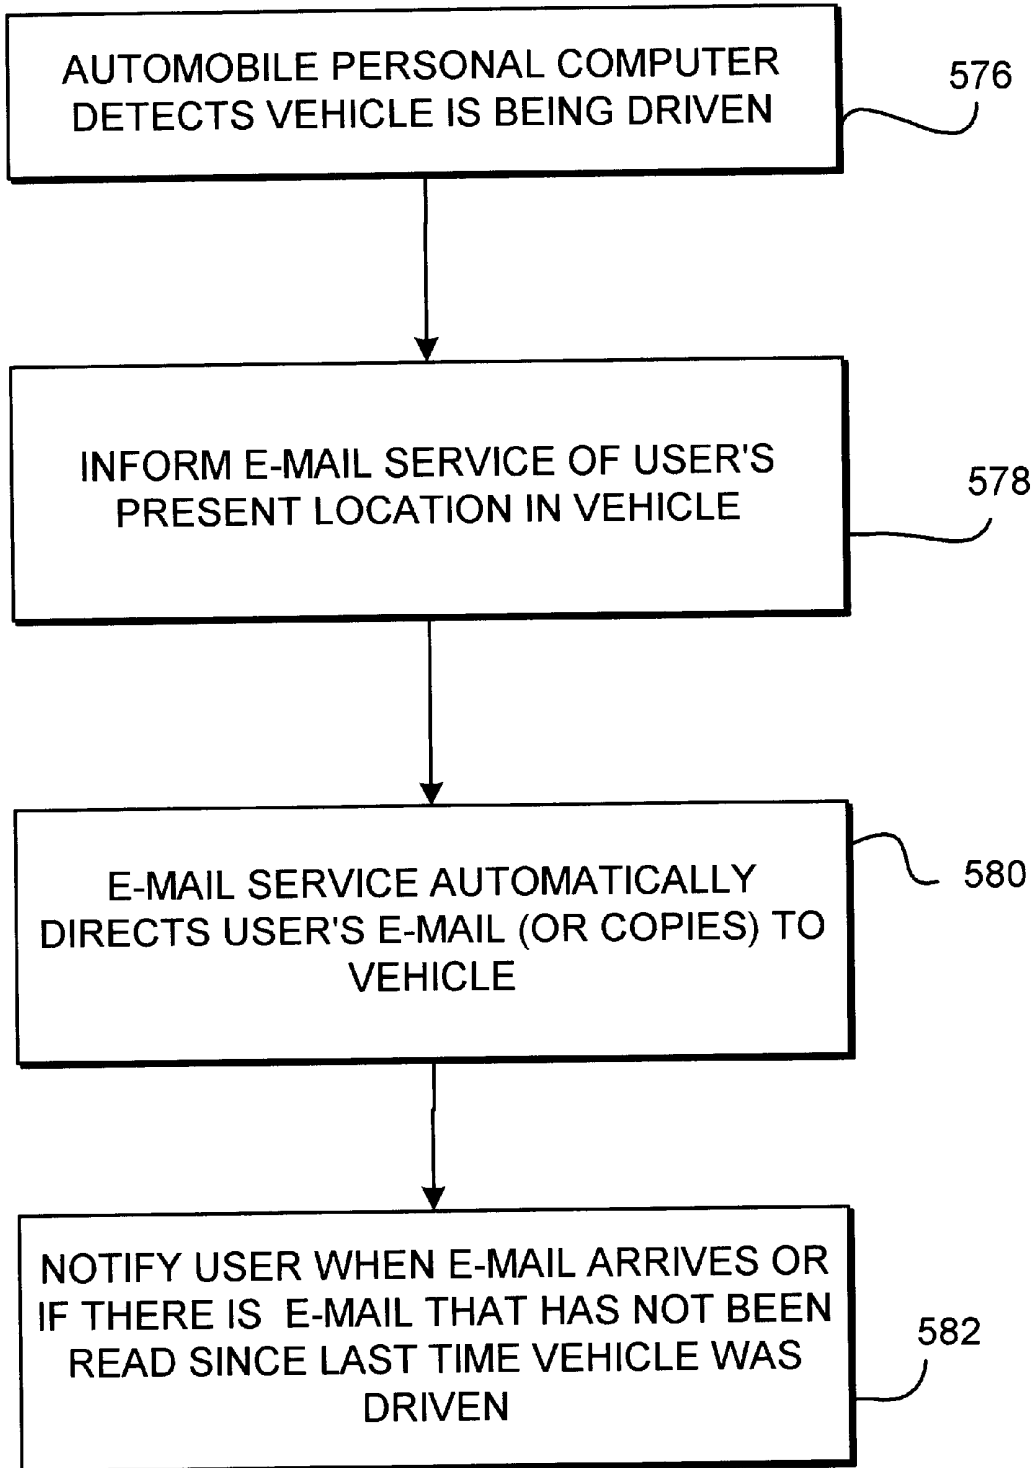 AUTOMOBILE PERSONAL COMPUTER
DETECTS VEHICLE IS BEING DRIVEN
576
INFORM E-MAIL SERVICE OF USER'S
PRESENT LOCATION IN VEHICLE
578
E-MAIL SERVICE AUTOMATICALLY
DIRECTS USER'S E-MAIL (OR COPIES) TO
VEHICLE
580
NOTIFY USER WHEN E-MAIL ARRIVES OR
IF THERE IS E-MAIL THAT HAS NOT BEEN
READ SINCE LAST TIME VEHICLE WAS
DRIVEN
582